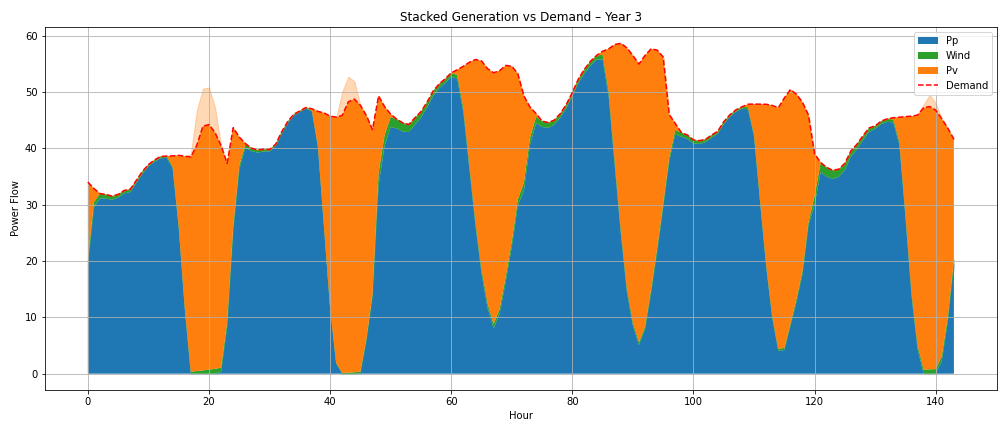 Stacked Generation vs Demand – Year 3
Pp
Wind
Pv
Demand
Power Flow
60
50
40
30
20
10
0
0 20 40 60 80 100 120 140
Hour